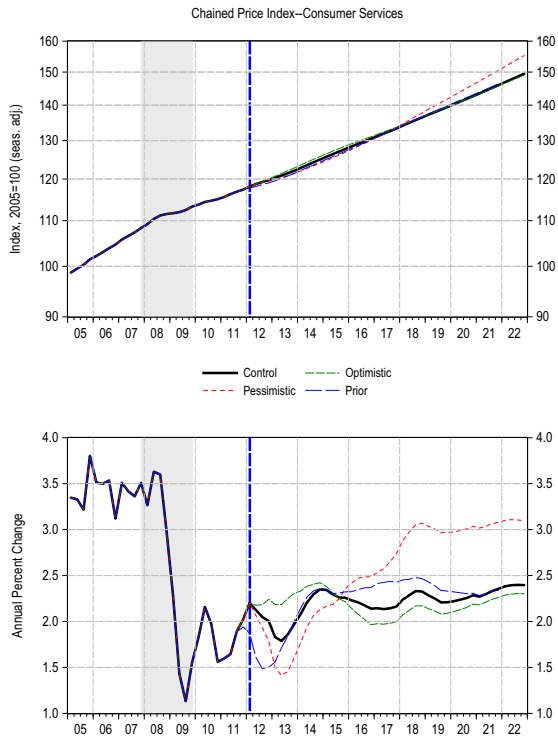 Chained Price Index--Consumer Services
160 160
150 150
140 140
130 130
120 120
110 110
100 100
90 90
Index, 2005=100 (seas. adj.)
05 06 07 08 09 10 11 12 13 14 15 16 17 18 19 20 21 22
Control Optimistic
Pessimistic Prior
4.0 4.0
3.5 3.5
3.0 3.0
2.5 2.5
2.0 2.0
1.5 1.5
1.0 1.0
Annual Percent Change
05 06 07 08 09 10 11 12 13 14 15 16 17 18 19 20 21 22